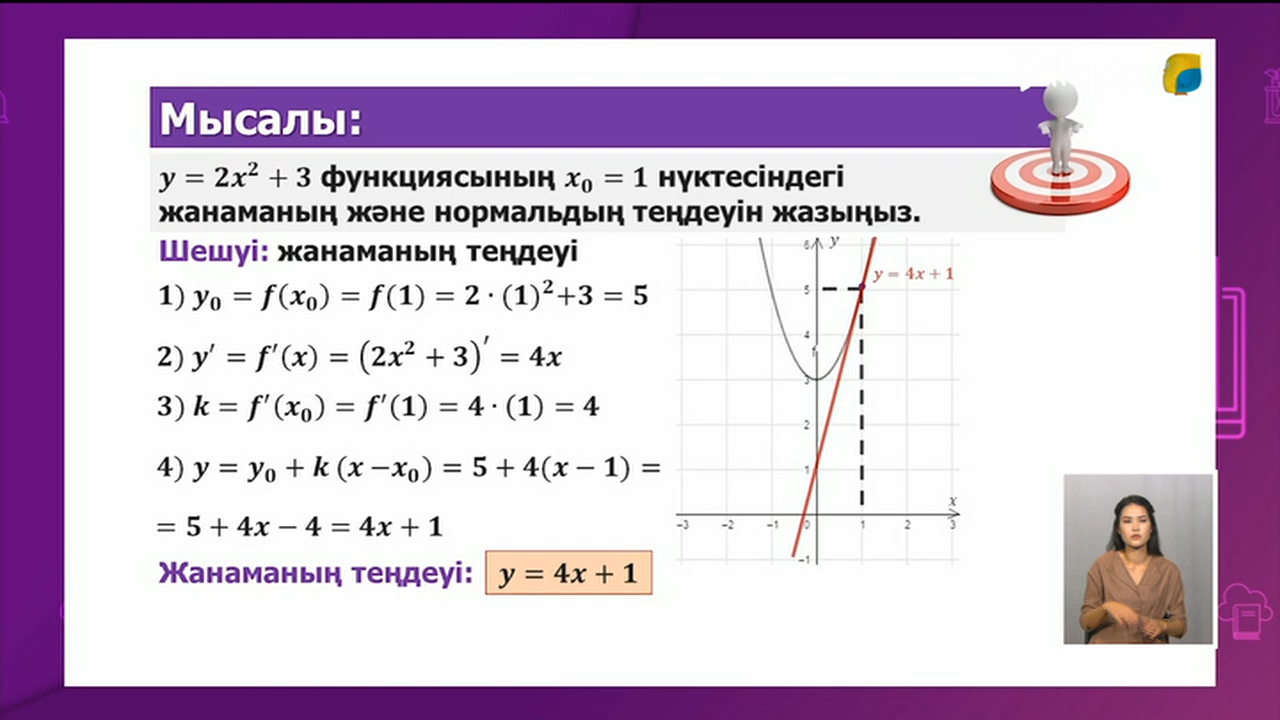 Мысалы:
y = 2x² + 3 функциясының x₀ = 1 нүктесіндегі
жанаманың және нормальдың теңдеуін жазыңыз.
Шешуі: жанаманың теңдеуі
1) y₀ = f(x₀) = f(1) = 2 · (1)²+3 = 5
2) y′ = f′(x) = (2x² + 3)′ = 4x
3) k = f′(x₀) = f′(1) = 4 · (1) = 4
4) y = y₀ + k (x −x₀) = 5 + 4(x − 1) =
= 5 + 4x − 4 = 4x + 1
Жанаманың теңдеуі: y = 4x + 1
6 y
y = 4x + 1
5
4
f
3
2
1
x
−3 −2 −1 0 1 2 3
−1